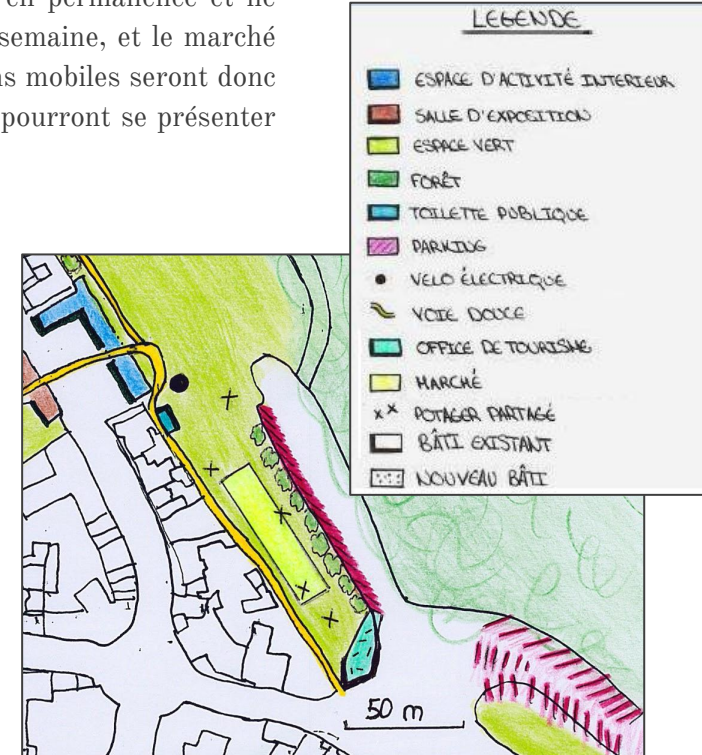 en permanence et ne
semaine, et le marché
ns mobiles seront donc
pourront se présenter
LEGENDE
ESPACE D'ACTIVITÉ INTERIEUR
SALLE D'EXPOSITION
ESPACE VERT
FORÊT
TOILETTE PUBLIQUE
PARKING
VELO ÉLECTRIQUE
VOIE DOUCE
OFFICE DE TOURISME
MARCHÉ
POTAGER PARTAGÉ
BÂTI EXISTANT
NOUVEAU BÂTI
50 m